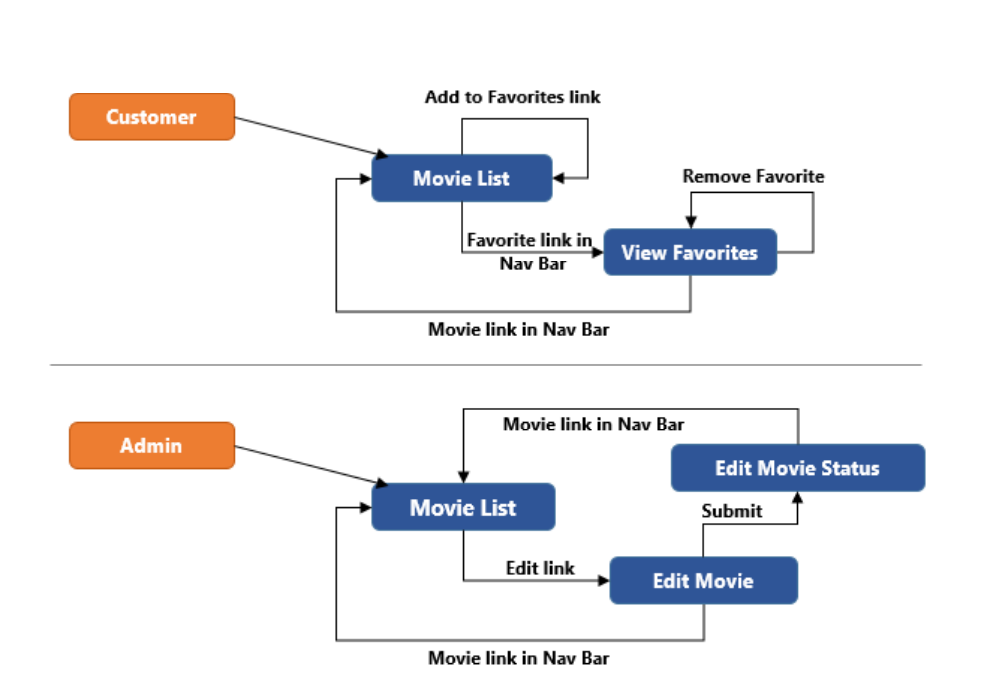 Add to Favorites link
Customer
Movie List
Remove Favorite
Favorite link in
Nav Bar
View Favorites
Movie link in Nav Bar
Movie link in Nav Bar
Admin
Edit Movie Status
Movie List
Submit
Edit link
Edit Movie
Movie link in Nav Bar